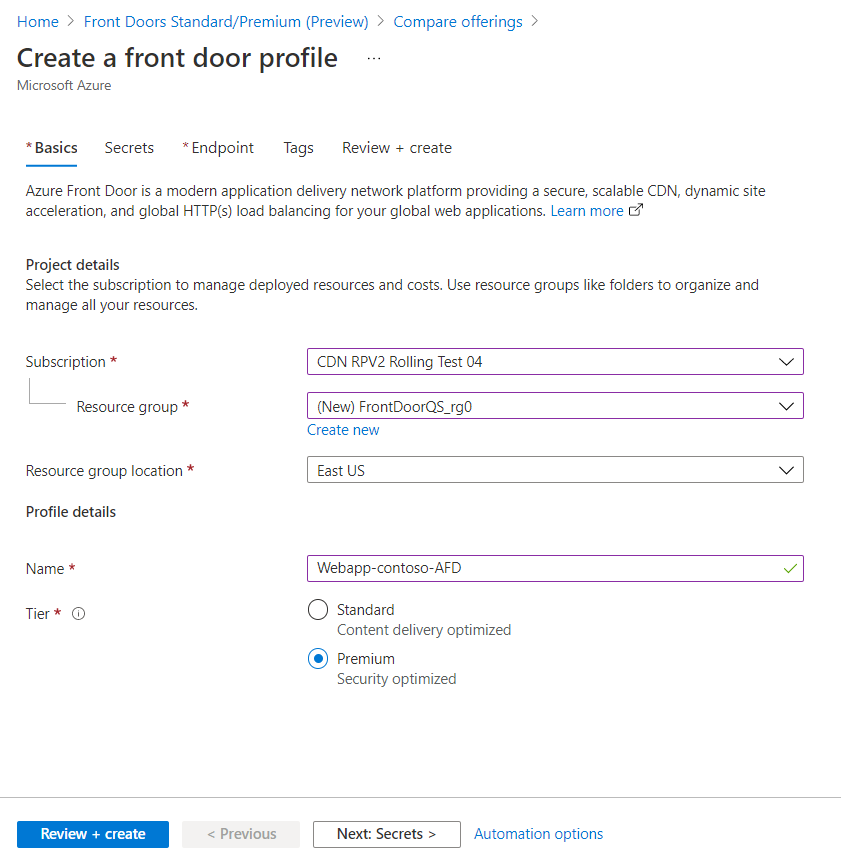 Home > Front Doors Standard/Premium (Preview) > Compare offerings >
Create a front door profile ...
Microsoft Azure
* Basics Secrets * Endpoint Tags Review + create
Azure Front Door is a modern application delivery network platform providing a secure, scalable CDN, dynamic site
acceleration, and global HTTP(s) load balancing for your global web applications. Learn more
Project details
Select the subscription to manage deployed resources and costs. Use resource groups like folders to organize and
manage all your resources.
Subscription * CDN RPV2 Rolling Test 04
Resource group * (New) FrontDoorQS_rg0
Create new
Resource group location * East US
Profile details
Name * Webapp-contoso-AFD
Tier * Standard
Content delivery optimized
Premium
Security optimized
Review + create < Previous Next: Secrets > Automation options